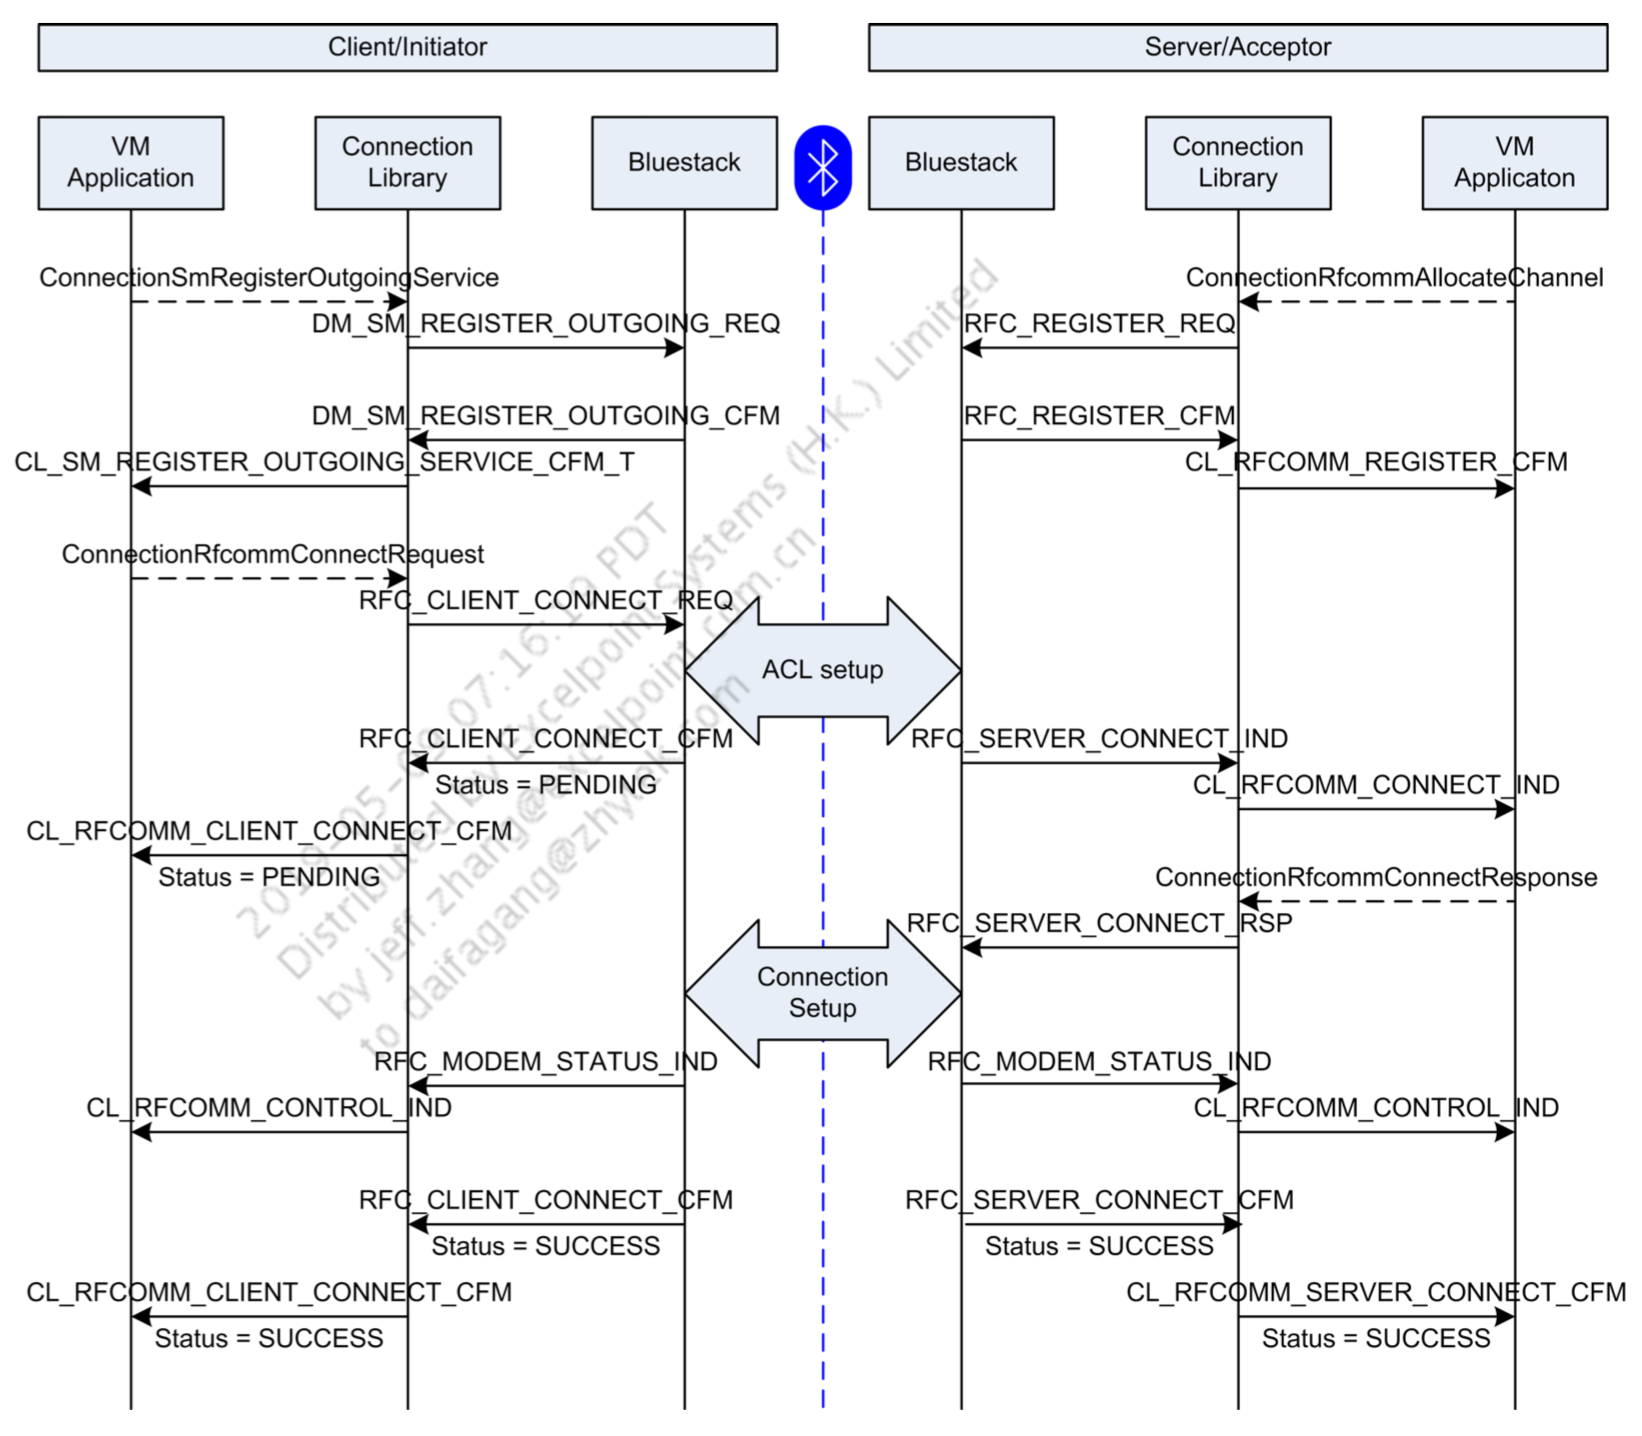 Client/Initiator
Server/Acceptor
VM
Application
Connection
Library
Bluestack
Bluestack
Connection
Library
VM
Applicaton
ConnectionSmRegisterOutgoingService
ConnectionRfcommAllocateChannel
DM_SM_REGISTER_OUTGOING_REQ
RFC_REGISTER_REQ
DM_SM_REGISTER_OUTGOING_CFM
RFC_REGISTER_CFM
CL_SM_REGISTER_OUTGOING_SERVICE_CFM_T
CL_RFCOMM_REGISTER_CFM
ConnectionRfcommConnectRequest
RFC_CLIENT_CONNECT_REQ
ACL setup
RFC_CLIENT_CONNECT_CFM
Status = PENDING
RFC_SERVER_CONNECT_IND
CL_RFCOMM_CONNECT_IND
CL_RFCOMM_CLIENT_CONNECT_CFM
Status = PENDING
ConnectionRfcommConnectResponse
RFC_SERVER_CONNECT_RSP
Connection
Setup
RFC_MODEM_STATUS_IND
RFC_MODEM_STATUS_IND
CL_RFCOMM_CONTROL_IND
CL_RFCOMM_CONTROL_IND
RFC_CLIENT_CONNECT_CFM
Status = SUCCESS
RFC_SERVER_CONNECT_CFM
Status = SUCCESS
CL_RFCOMM_CLIENT_CONNECT_CFM
Status = SUCCESS
CL_RFCOMM_SERVER_CONNECT_CFM
Status = SUCCESS
2019-05-09 07:16:19 PDT
Distributed by Excelpoint Systems (H.K.) Limited
by jeff.zhang@excelpoint.com.cn
to daifagang@zhytek.com